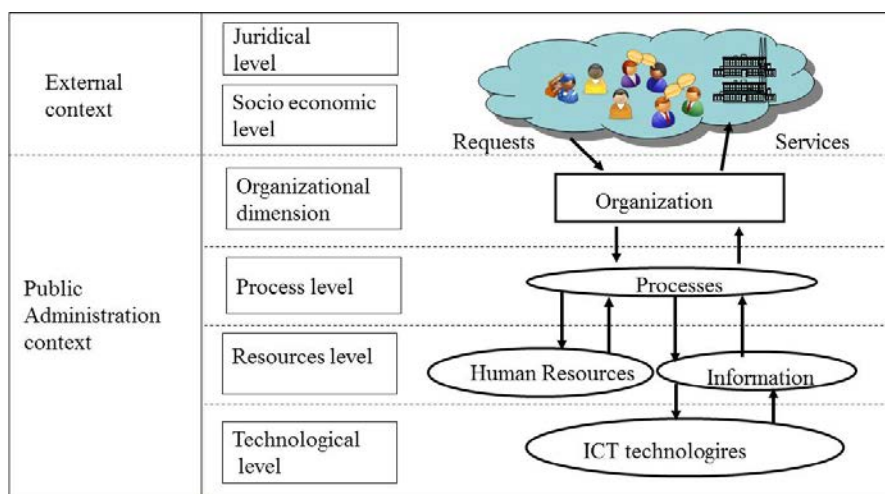 External
context
Juridical
level
Socio economic
level
Requests
Services
Public
Administration
context
Organizational
dimension
Organization
Process level
Processes
Resources level
Human Resources
Information
Technological
level
ICT technologires